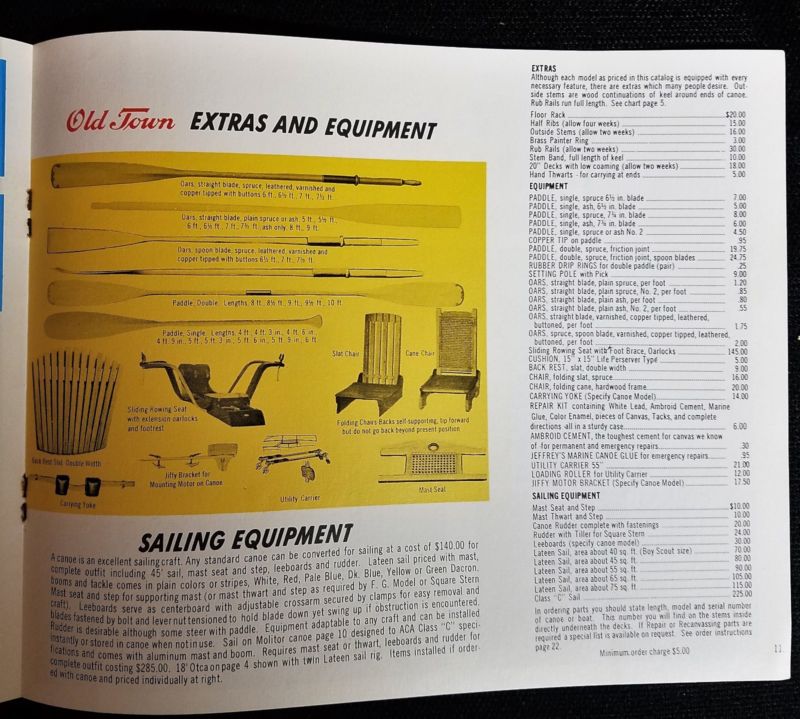 Old Town EXTRAS AND EQUIPMENT
Oars, straight blade, spruce, leathered, varnished and
copper tipped with buttons 6 ft., 6½ ft., 7 ft., 7½ ft.
Oars, straight blade, plain spruce or ash, 5 ft., 5½ ft.,
6 ft., 6½ ft., 7 ft., 7½ ft., ash only, 8 ft., 9 ft.
Oars, spoon blade, spruce, leathered, varnished and
copper tipped with buttons 6½ ft., 7 ft., 7½ ft.
Paddle, Double. Lengths, 8 ft., 8½ ft., 9 ft., 9½ ft., 10 ft.
Paddle, Single. Lengths, 4 ft., 4 ft. 3 in., 4 ft. 6 in.,
4 ft. 9 in., 5 ft., 5 ft. 3 in., 5 ft. 6 in., 5 ft. 9 in., 6 ft.
Slat Chair
Cane Chair
Sliding Rowing Seat
with extension oarlocks
and footrest
Folding Chairs-Backs self-supporting, tip forward
but do not go back beyond present position
Back Rest Slat-Double Width
Jiffy Bracket for
Mounting Motor on Canoe
Carrying Yoke
Utility Carrier
Mast Seat
SAILING EQUIPMENT
A canoe is an excellent sailing craft. Any standard canoe can be converted for sailing at a cost of $140.00 for
complete outfit including 45' sail, mast seat and step, leeboards and rudder. Lateen sail priced with mast,
booms and tackle comes in plain colors or stripes, White, Red, Pale Blue, Dk. Blue, Yellow or Green Dacron.
Mast seat and step for supporting mast (or mast thwart and step as required by F. G. Model or Square Stern
craft). Leeboards serve as centerboard with adjustable crossarm secured by clamps for easy removal and
blades fastened by bolt and lever nut tensioned to hold blade down yet swing up if obstruction is encountered.
Rudder is desirable although some steer with paddle. Equipment adaptable to any craft and can be installed
instantly or stored in canoe when not in use. Sail on Molitor canoe page 10 designed to ACA Class "C" speci-
fications and comes with aluminum mast and boom. Requires mast seat or thwart, leeboards and rudder for
complete outfit costing $285.00. 18' Otca on page 4 shown with twin Lateen sail rig. Items installed if order-
ed with canoe and priced individually at right.
EXTRAS
Although each model as priced in this catalog is equipped with every
necessary feature, there are extras which many people desire. Out-
side stems are wood continuations of keel around ends of canoe.
Rub Rails run full length. See chart page 5.
Floor Rack $20.00
Half Ribs (allow four weeks) 15.00
Outside Stems (allow two weeks) 16.00
Brass Painter Ring 3.00
Rub Rails (allow two weeks) 30.00
Stem Band, full length of keel 10.00
20" Decks with low coaming (allow two weeks) 18.00
Hand Thwarts - for carrying at ends 5.00
EQUIPMENT
PADDLE, single, spruce 6½ in. blade 7.00
PADDLE, single, ash, 6½ in. blade 5.00
PADDLE, single, spruce, 7¼ in. blade 8.00
PADDLE, single, ash, 7¼ in. blade 6.00
PADDLE, single, spruce or ash No. 2 4.50
COPPER TIP on paddle .95
PADDLE, double, spruce, friction joint 19.75
PADDLE, double, spruce, friction joint, spoon blades 24.75
RUBBER DRIP RINGS for double paddle (pair) .25
SETTING POLE with Pick 9.00
OARS, straight blade, plain spruce, per foot 1.20
OARS, straight blade, plain spruce, No. 2, per foot .85
OARS, straight blade, plain ash, per foot .80
OARS, straight blade, plain ash, No. 2, per foot .55
OARS, straight blade, varnished, copper tipped, leathered,
buttoned, per foot 1.75
OARS, spruce, spoon blade, varnished, copper tipped, leathered,
buttoned, per foot 2.00
Sliding Rowing Seat with Foot Brace, Oarlocks 145.00
CUSHION, 15" x 15" Life Perserver Type 5.00
BACK REST, slat, double width 9.00
CHAIR, folding slat, spruce 16.00
CHAIR, folding cane, hardwood frame 20.00
CARRYING YOKE (Specify Canoe Model) 14.00
REPAIR KIT containing White Lead, Ambroid Cement, Marine
Glue, Color Enamel, pieces of Canvas, Tacks, and complete
directions-all in a sturdy case 6.00
AMBROID CEMENT, the toughest cement for canvas we know
of - for permanent and emergency repairs .30
JEFFREY'S MARINE CANOE GLUE for emergency repairs .95
UTILITY CARRIER 55" 21.00
LOADING ROLLER for Utility Carrier 12.00
JIFFY MOTOR BRACKET (Specify Canoe Model) 17.50
SAILING EQUIPMENT
Mast Seat and Step $10.00
Mast Thwart and Step 10.00
Canoe Rudder complete with fastenings 20.00
Rudder with Tiller for Square Stern 24.00
Leeboards (specify canoe model) 30.00
Lateen Sail, area about 40 sq. ft. (Boy Scout size) 70.00
Lateen Sail, area about 45 sq. ft. 80.00
Lateen Sail, area about 55 sq. ft. 90.00
Lateen Sail, area about 65 sq. ft. 105.00
Lateen Sail, area about 75 sq. ft. 115.00
Class "C" Sail 225.00
In ordering parts you should state length, model and serial number
of canoe or boat. This number you will find on the stems inside
directly underneath the decks. If Repair or Recanvassing parts are
required a special list is available on request. See order instructions
page 22.
Minimum order charge $5.00
11